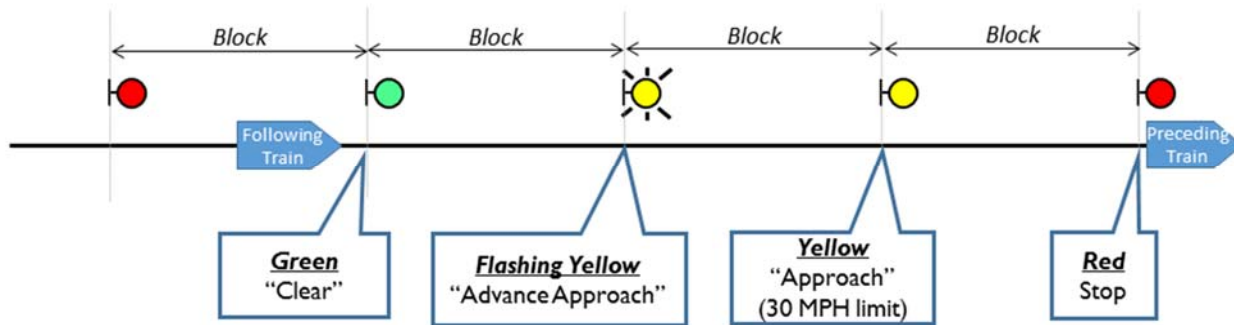 Block
Block
Block
Block
Following
Train
Preceding
Train
Green
“Clear”
Flashing Yellow
“Advance Approach”
Yellow
“Approach”
(30 MPH limit)
Red
Stop